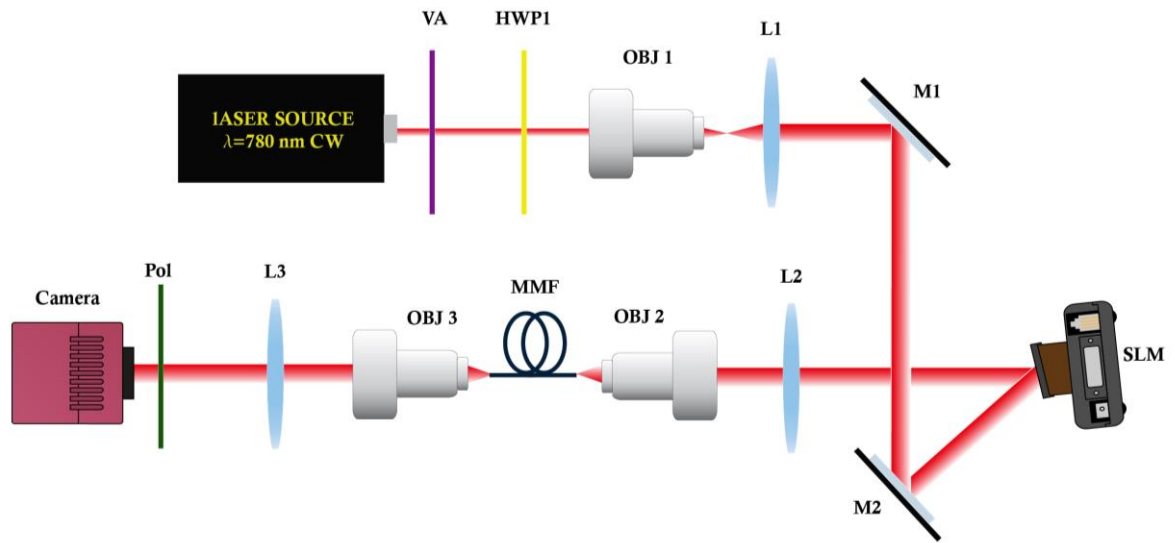 VA
HWP1
OBJ 1
L1
M1
lASER SOURCE
λ=780 nm CW
Camera
Pol
L3
OBJ 3
MMF
OBJ 2
L2
SLM
M2